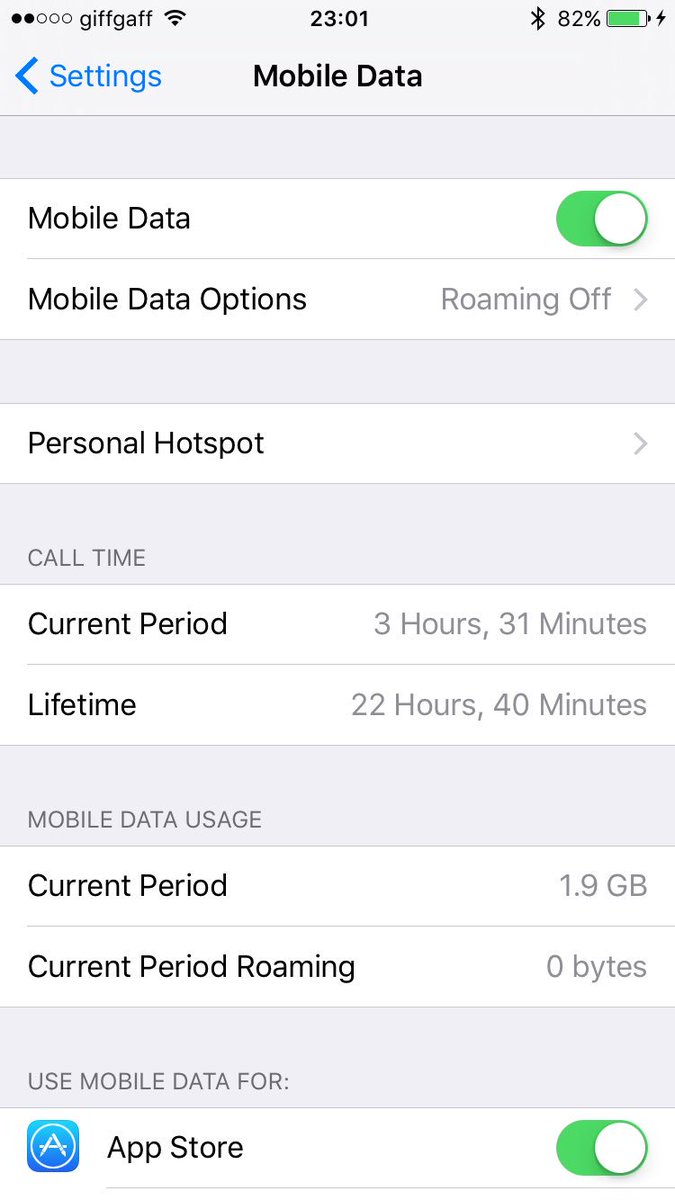 giffgaff 23:01 82%
Settings Mobile Data
Mobile Data
Mobile Data Options Roaming Off
Personal Hotspot
CALL TIME
Current Period 3 Hours, 31 Minutes
Lifetime 22 Hours, 40 Minutes
MOBILE DATA USAGE
Current Period 1.9 GB
Current Period Roaming 0 bytes
USE MOBILE DATA FOR:
App Store